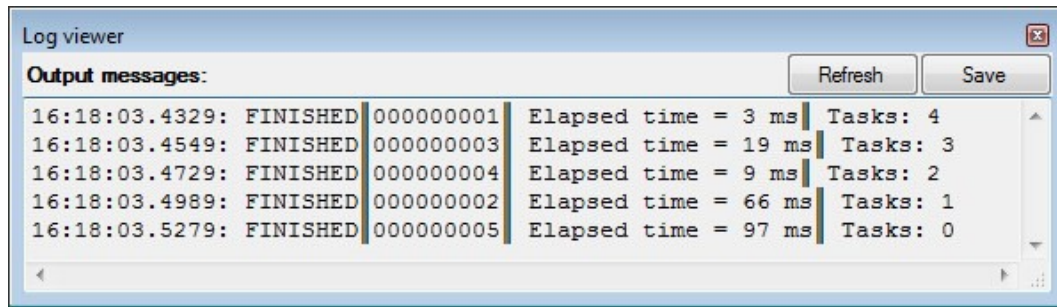 Log viewer
Output messages: Refresh Save
16:18:03.4329: FINISHED 000000001 Elapsed time = 3 ms Tasks: 4
16:18:03.4549: FINISHED 000000003 Elapsed time = 19 ms Tasks: 3
16:18:03.4729: FINISHED 000000004 Elapsed time = 9 ms Tasks: 2
16:18:03.4989: FINISHED 000000002 Elapsed time = 66 ms Tasks: 1
16:18:03.5279: FINISHED 000000005 Elapsed time = 97 ms Tasks: 0